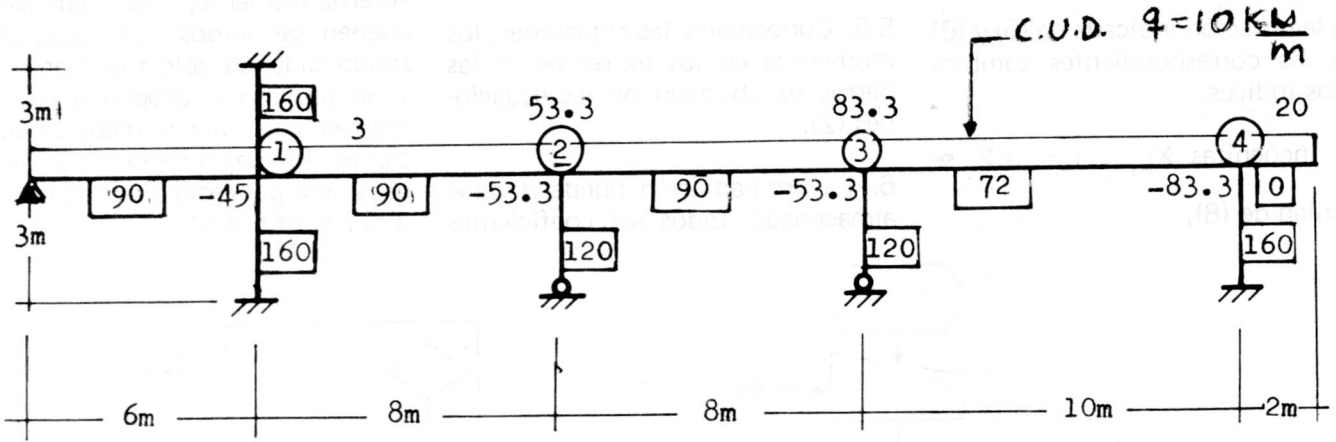 C.U.D. q=10 KN/m
3m 160 53.3 83.3 20
1 3 2 3 4
90 -45 90 -53.3 90 -53.3 72 -83.3 0
3m 160 120 120 160
6m 8m 8m 10m 2m